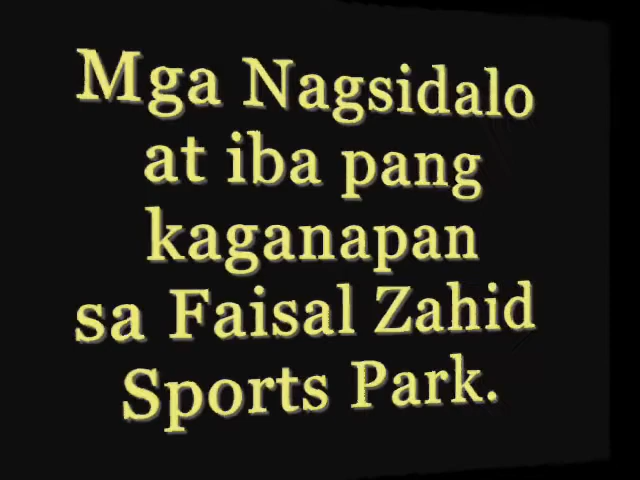 Mga Nagsidalo
at iba pang
kaganapan
sa Faisal Zahid
Sports Park.